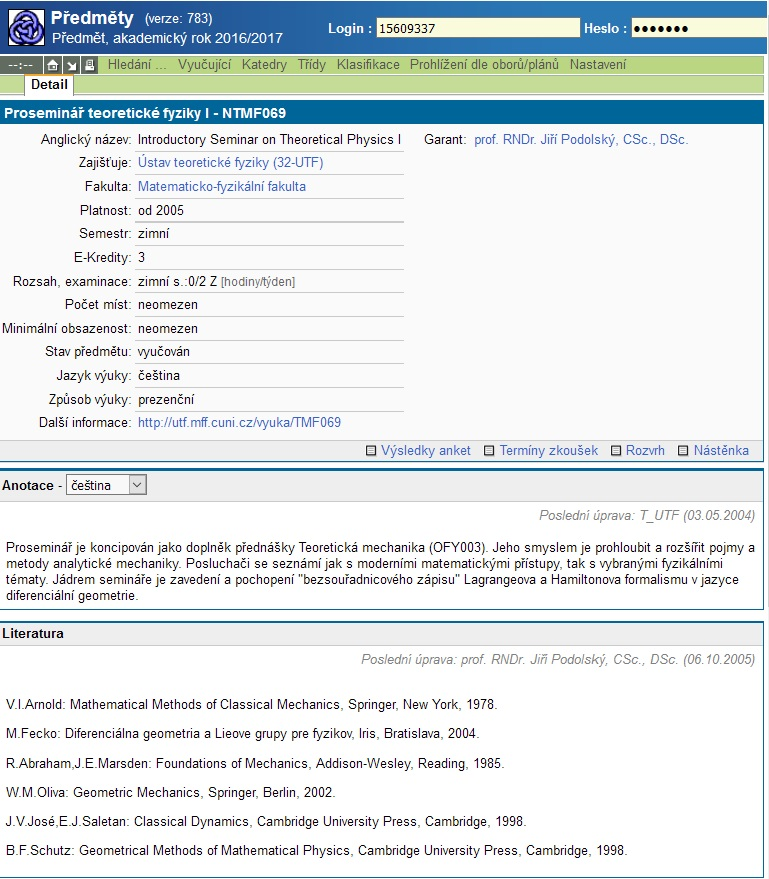 Předměty (verze: 783)
Předmět, akademický rok 2016/2017
Login : 15609337 Heslo : ●●●●●●●
--:-- Hledání ... Vyučující Katedry Třídy Klasifikace Prohlížení dle oborů/plánů Nastavení
Detail
Proseminář teoretické fyziky I - NTMF069
Anglický název: Introductory Seminar on Theoretical Physics I Garant: prof. RNDr. Jiří Podolský, CSc., DSc.
Zajišťuje: Ústav teoretické fyziky (32-UTF)
Fakulta: Matematicko-fyzikální fakulta
Platnost: od 2005
Semestr: zimní
E-Kredity: 3
Rozsah, examinace: zimní s.:0/2 Z [hodiny/týden]
Počet míst: neomezen
Minimální obsazenost: neomezen
Stav předmětu: vyučován
Jazyk výuky: čeština
Způsob výuky: prezenční
Další informace: http://utf.mff.cuni.cz/vyuka/TMF069
Výsledky anket Termíny zkoušek Rozvrh Nástěnka
Anotace - čeština
Poslední úprava: T_UTF (03.05.2004)
Proseminář je koncipován jako doplněk přednášky Teoretická mechanika (OFY003). Jeho smyslem je prohloubit a rozšířit pojmy a
metody analytické mechaniky. Posluchači se seznámí jak s moderními matematickými přístupy, tak s vybranými fyzikálními
tématy. Jádrem semináře je zavedení a pochopení "bezsouřadnicového zápisu" Lagrangeova a Hamiltonova formalismu v jazyce
diferenciální geometrie.
Literatura
Poslední úprava: prof. RNDr. Jiří Podolský, CSc., DSc. (06.10.2005)
V.I.Arnold: Mathematical Methods of Classical Mechanics, Springer, New York, 1978.
M.Fecko: Diferenciálna geometria a Lieove grupy pre fyzikov, Iris, Bratislava, 2004.
R.Abraham,J.E.Marsden: Foundations of Mechanics, Addison-Wesley, Reading, 1985.
W.M.Oliva: Geometric Mechanics, Springer, Berlin, 2002.
J.V.José,E.J.Saletan: Classical Dynamics, Cambridge University Press, Cambridge, 1998.
B.F.Schutz: Geometrical Methods of Mathematical Physics, Cambridge University Press, Cambridge, 1998.